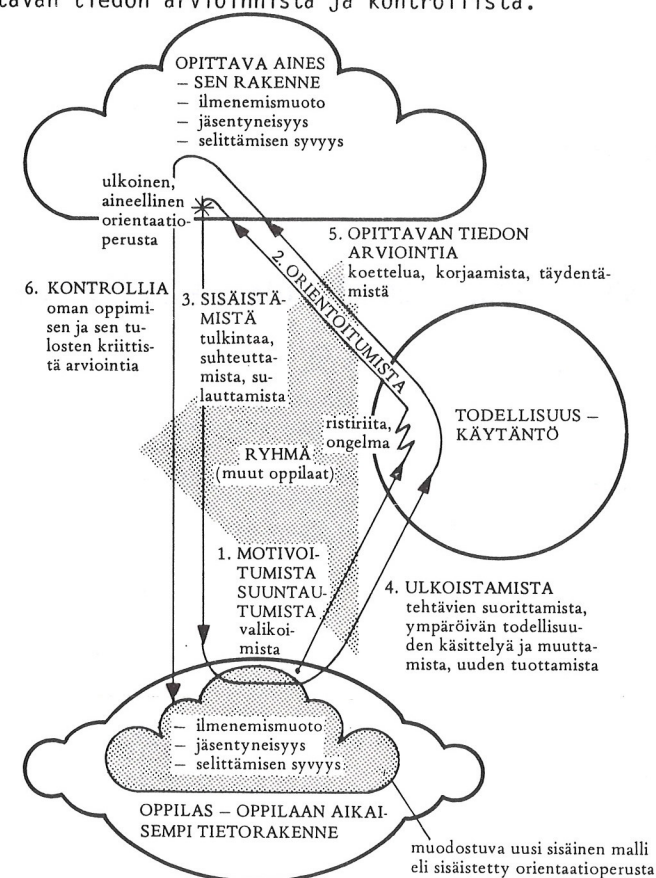 tavan tiedon arvioinnista ja kontrollista.
OPITTAVA AINES
– SEN RAKENNE
– ilmenemismuoto
– jäsentyneisyys
– selittämisen syvyys
ulkoinen,
aineellinen
orientaatio-
perusta
5. OPITTAVAN TIEDON
ARVIOINTIA
koettelua, korjaamista, täydentä-
mistä
2. ORIENTOITUMISTA
6. KONTROLLIA
oman oppimi-
sen ja sen tu-
losten kriittis-
tä arviointia
3. SISÄISTÄ-
MISTÄ
tulkintaa,
suhteutta-
mista, su-
lauttamista
ristiriita,
ongelma
TODELLISUUS –
KÄYTÄNTÖ
RYHMÄ
(muut oppilaat)
1. MOTIVOI-
TUMISTA
SUUNTAU-
TUMISTA
valikoi-
mista
4. ULKOISTAMISTA
tehtävien suorittamista,
ympäröivän todellisuu-
den käsittelyä ja muutta-
mista, uuden tuottamista
– ilmenemismuoto
– jäsentyneisyys
– selittämisen syvyys
OPPILAS – OPPILAAN AIKAI-
SEMPI TIETORAKENNE
muodostuva uusi sisäinen malli
eli sisäistetty orientaatioperusta